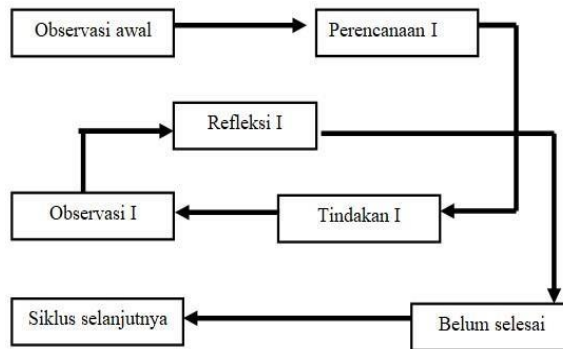 Observasi awal
Perencanaan I
Refleksi I
Observasi I
Tindakan I
Siklus selanjutnya
Belum selesai